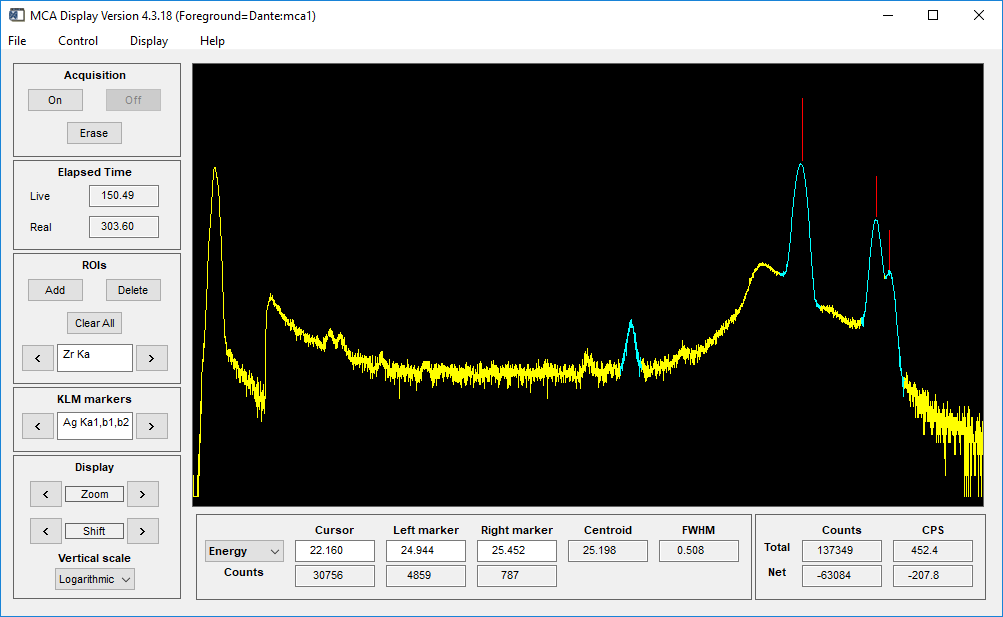 MCA Display Version 4.3.18 (Foreground=Dante:mca1)
File Control Display Help
Acquisition
On Off
Erase
Elapsed Time
Live 150.49
Real 303.60
ROIs
Add Delete
Clear All
< Zr Ka >
KLM markers
< Ag Ka1,b1,b2 >
Display
< Zoom >
< Shift >
Vertical scale
Logarithmic
Cursor Left marker Right marker Centroid FWHM
Energy 22.160 24.944 25.452 25.198 0.508
Counts 30756 4859 787
Counts CPS
Total 137349 452.4
Net -63084 -207.8